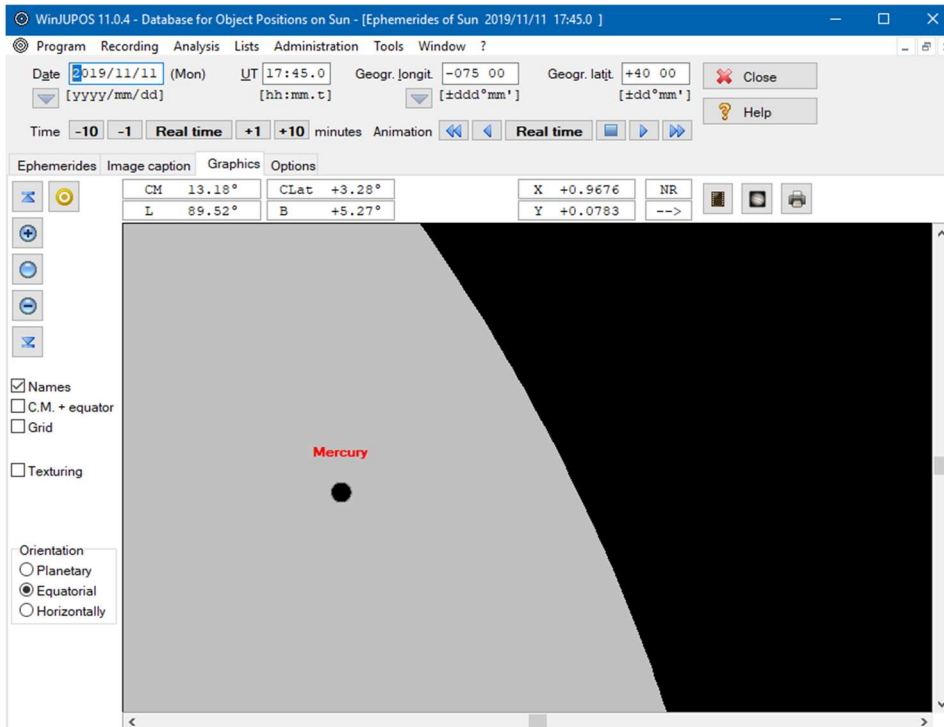 WinJUPOS 11.0.4 - Database for Object Positions on Sun - [Ephemerides of Sun 2019/11/11 17:45.0 ]
Program Recording Analysis Lists Administration Tools Window ?
Date 2019/11/11 (Mon) UT 17:45.0 Geogr. longit. -075 00 Geogr. latit. +40 00 Close
[yyyy/mm/dd] [hh:mm.t] [±ddd°mm'] [±dd°mm'] Help
Time -10 -1 Real time +1 +10 minutes Animation Real time
Ephemerides Image caption Graphics Options
CM 13.18° CLat +3.28° X +0.9676 NR
L 89.52° B +5.27° Y +0.0783 -->
Names
C.M. + equator
Grid
Mercury
Texturing
Orientation
Planetary
Equatorial
Horizontally